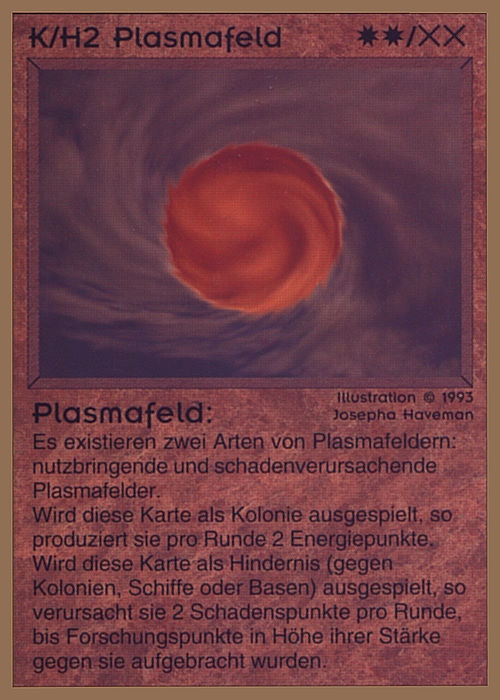 K/H2 Plasmafeld
✷✷/XX
Illustration © 1993
Josepha Haveman
Plasmafeld:
Es existieren zwei Arten von Plasmafeldern:
nutzbringende und schadenverursachende
Plasmafelder.
Wird diese Karte als Kolonie ausgespielt, so
produziert sie pro Runde 2 Energiepunkte.
Wird diese Karte als Hindernis (gegen
Kolonien, Schiffe oder Basen) ausgespielt, so
verursacht sie 2 Schadenspunkte pro Runde,
bis Forschungspunkte in Höhe ihrer Stärke
gegen sie aufgebracht wurden.